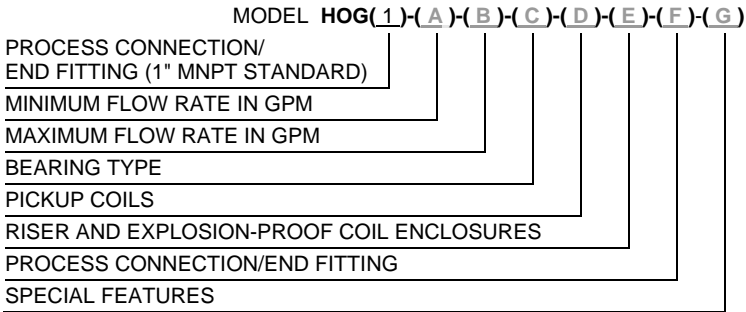 MODEL HOG( 1 )-( A )-( B )-( C )-( D )-( E )-( F )-( G )
PROCESS CONNECTION/
END FITTING (1" MNPT STANDARD)
MINIMUM FLOW RATE IN GPM
MAXIMUM FLOW RATE IN GPM
BEARING TYPE
PICKUP COILS
RISER AND EXPLOSION-PROOF COIL ENCLOSURES
PROCESS CONNECTION/END FITTING
SPECIAL FEATURES